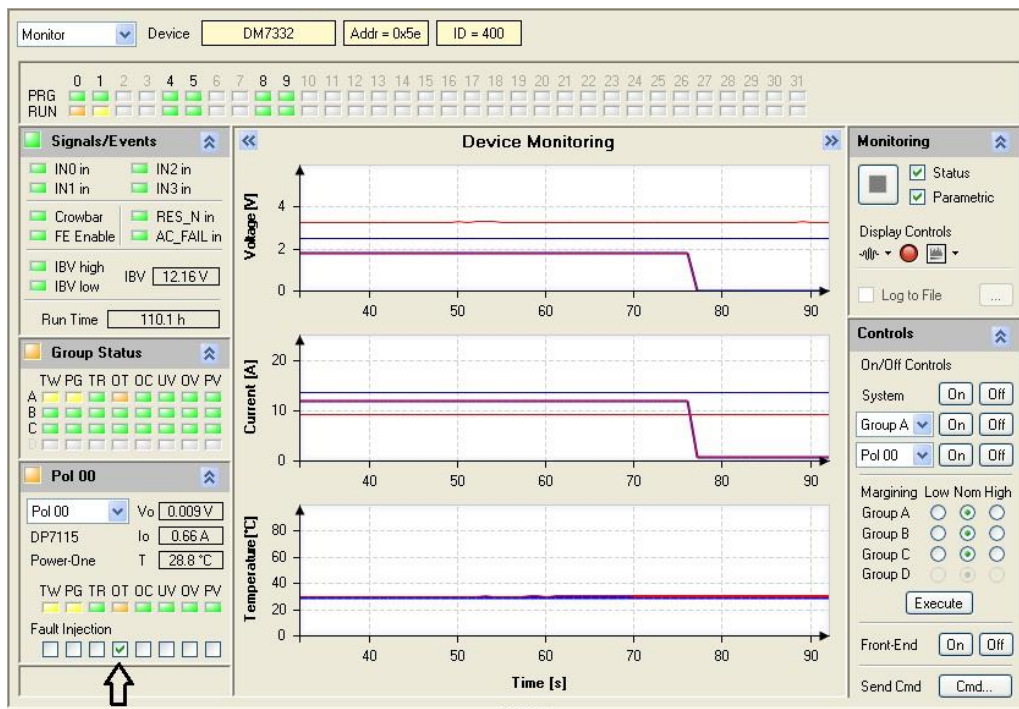 Monitor Device DM7332 Addr = 0x5e ID = 400
0 1 2 3 4 5 6 7 8 9 10 11 12 13 14 15 16 17 18 19 20 21 22 23 24 25 26 27 28 29 30 31
PRG
RUN
Signals/Events
IN0 in IN2 in
IN1 in IN3 in
Crowbar RES_N in
FE Enable AC_FAIL in
IBV high
IBV low
IBV 12.16 V
Run Time 110.1 h
Group Status
TW PG TR OT OC UV OV PV
A
B
C
D
Pol 00
Pol 00 Vo 0.009 V
DP7115 Io 0.66 A
Power-One T 28.8 °C
TW PG TR OT OC UV OV PV
Fault Injection
Device Monitoring
Voltage [V]
4
2
0
40 50 60 70 80 90
Current [A]
20
10
0
40 50 60 70 80 90
Temperature [°C]
80
60
40
20
0
40 50 60 70 80 90
Time [s]
Monitoring
Status
Parametric
Display Controls
Log to File ...
Controls
On/Off Controls
System On Off
Group A On Off
Pol 00 On Off
Margining Low Nom High
Group A
Group B
Group C
Group D
Execute
Front-End On Off
Send Cmd Cmd...